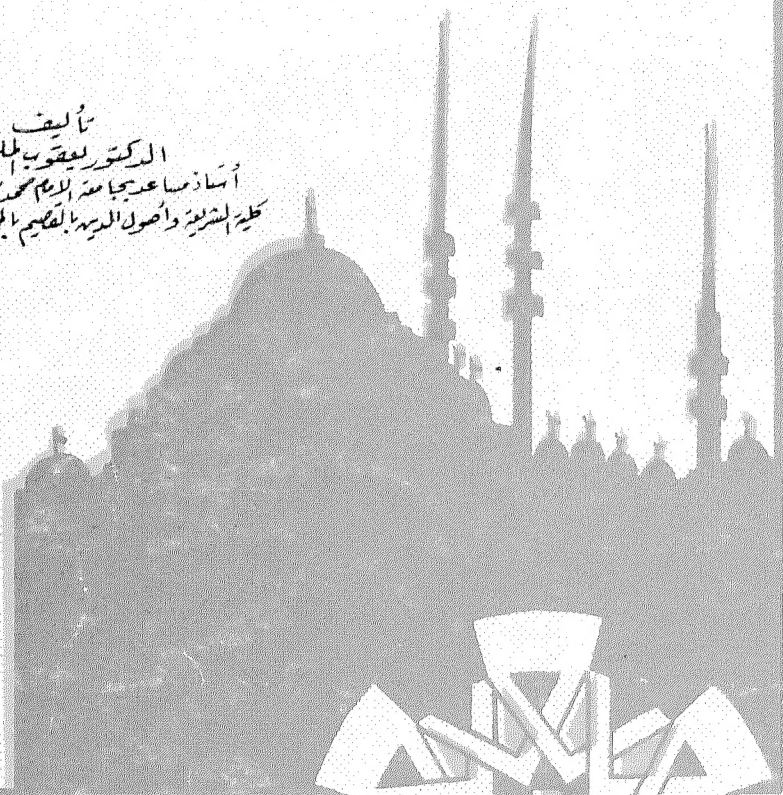 تأليف
الدكتور يعقوب
أستاذ مساعد بجامعة الإمام محمد
كلية الشريعة وأصول الدين بالقصيم